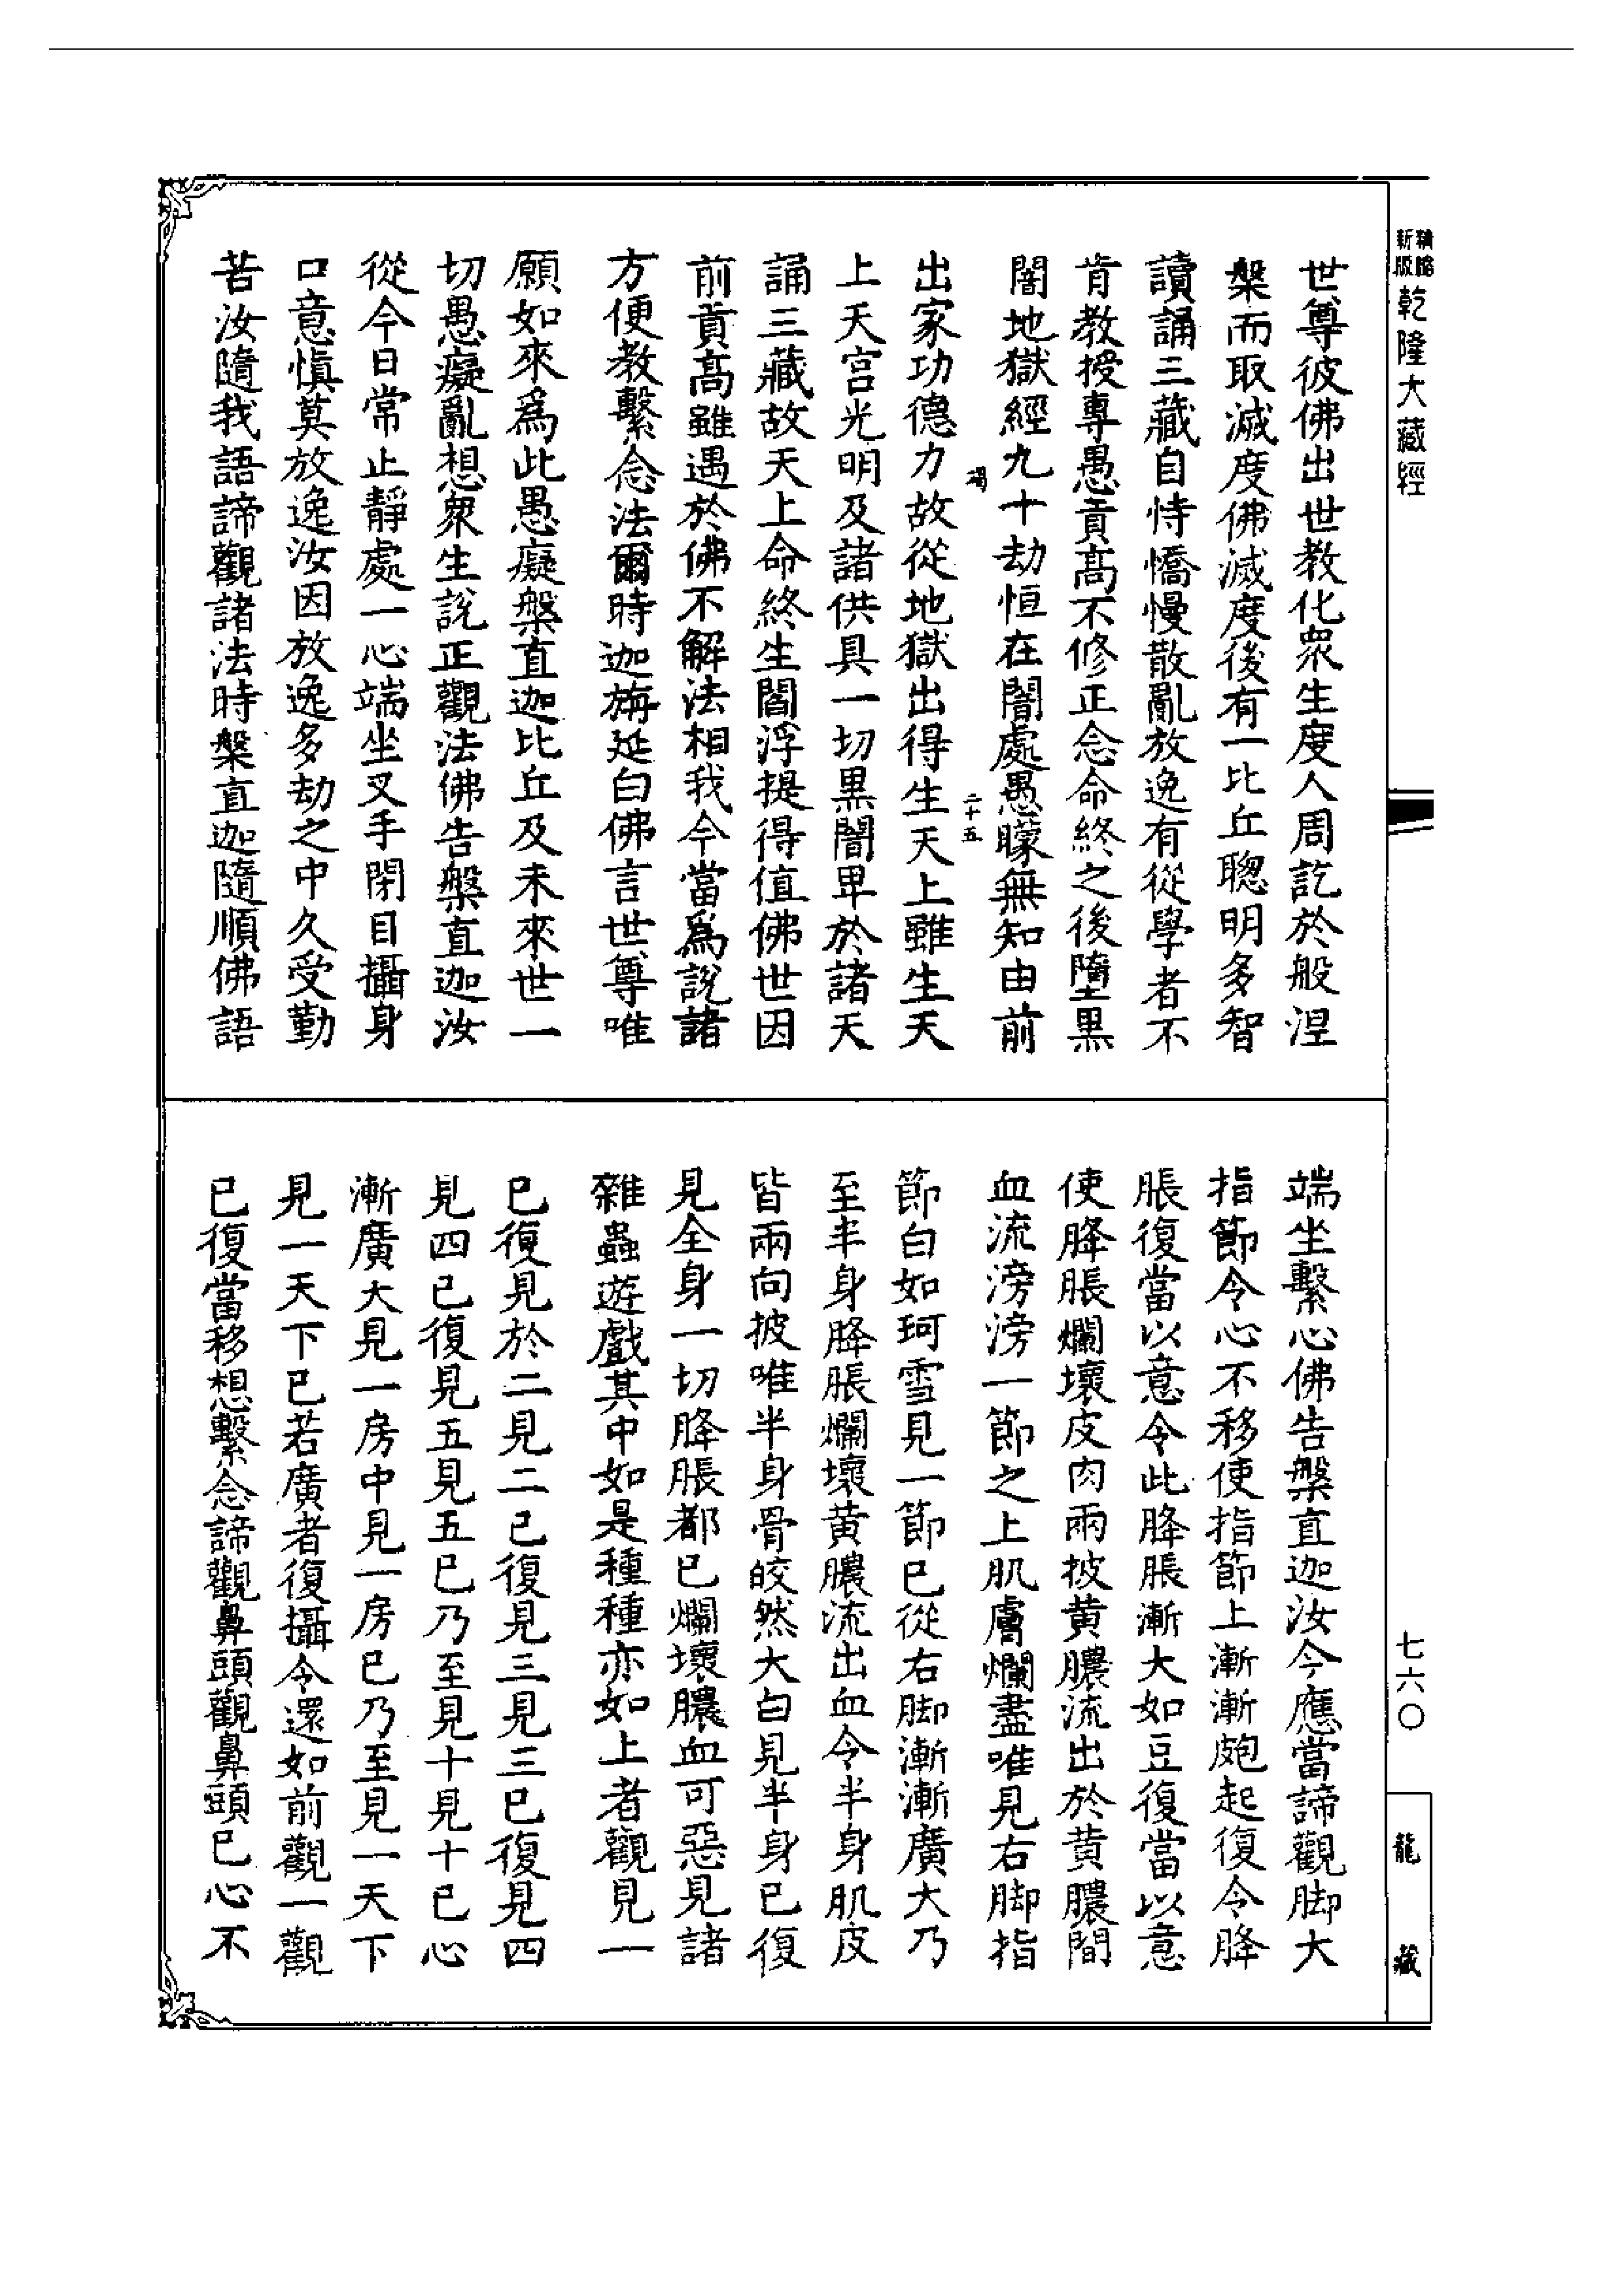 新版
精縮
乾隆大藏經
世尊彼佛出世教化眾生度人周訖於般涅
槃而取滅度佛滅度後有一比丘聰明多智
讀誦三藏自恃憍慢散亂放逸有從學者不
肯教授專愚貢高不修正念命終之後墮黑
闇地獄經九十劫恒在闇處愚矇無知由前
出家功德力故從地獄出得生天上雖生天
二十五
上天宮光明及諸供具一切黑闇卑於諸天
誦三藏故天上命終生閻浮提得值佛世因
前貢高雖遇於佛不解法相我今當為說諸
方便教繫念法爾時迦旃延白佛言世尊唯
願如來為此愚癡槃直迦比丘及未來世一
切愚癡亂想眾生說正觀法佛告槃直迦汝
從今日常止靜處一心端坐叉手閉目攝身
口意慎莫放逸汝因放逸多劫之中久受勤
苦汝隨我語諦觀諸法時槃直迦隨順佛語
端坐繫心佛告槃直迦汝今應當諦觀脚大
指節令心不移使指節上漸漸皰起復令胮
脹復當以意令此胮脹漸大如豆復當以意
使胮脹爛壞皮肉兩披黃膿流出於黃膿間
血流滂滂一節之上肌膚爛盡唯見右脚指
節白如珂雪見一節已從右脚漸漸廣大乃
至半身胮脹爛壞黃膿流出血令半身肌皮
皆兩向披唯半身骨皎然大白見半身已復
見全身一切胮脹都已爛壞膿血可惡見諸
雜蟲遊戲其中如是種種亦如上者觀見一
已復見於二見二已復見三見三已復見四
見四已復見五見五已乃至見十見十已心
漸廣大見一房中見一房已乃至見一天下
見一天下已若廣者復攝令還如前觀一觀
已復當移想繫念諦觀鼻頭觀鼻頭已心不
七六〇
龍藏